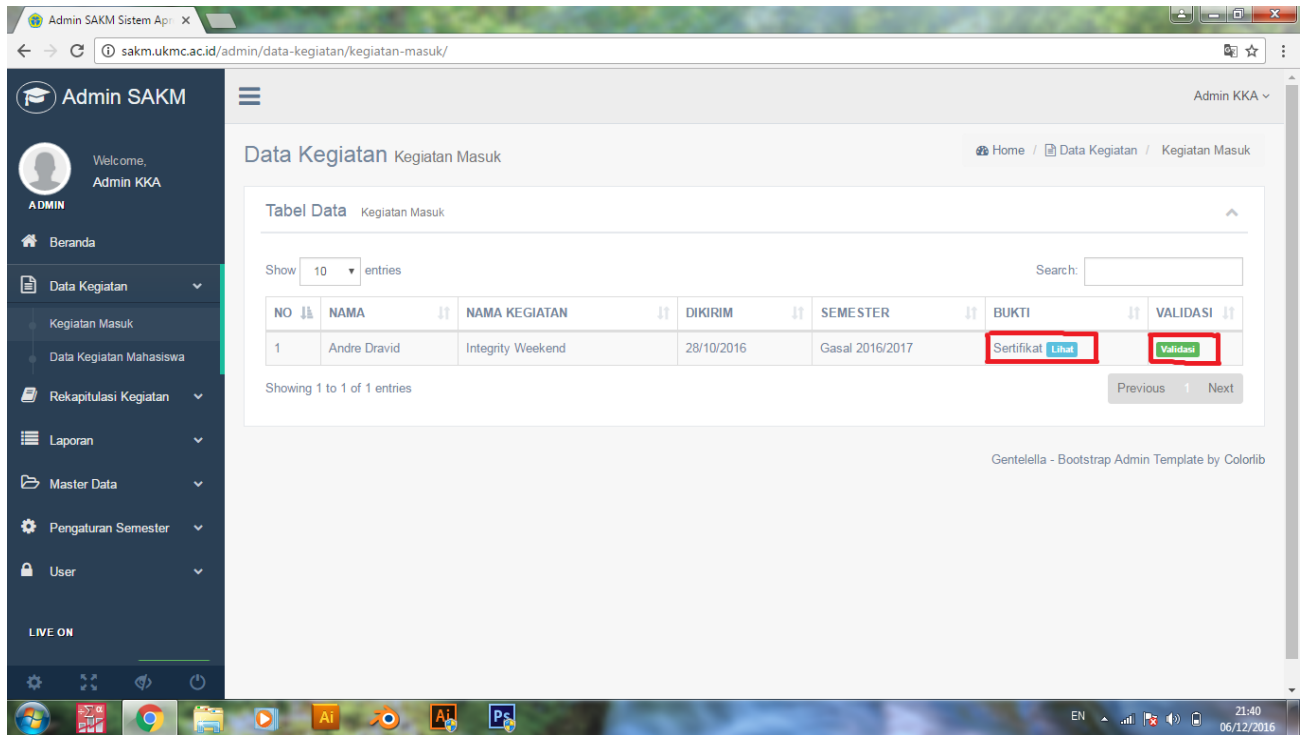 Admin SAKM Sistem Apr
sakm.ukmc.ac.id/admin/data-kegiatan/kegiatan-masuk/
Admin SAKM
Admin KKA
Welcome,
Admin KKA
ADMIN
Data Kegiatan Kegiatan Masuk
Home / Data Kegiatan / Kegiatan Masuk
Beranda
Data Kegiatan
Kegiatan Masuk
Data Kegiatan Mahasiswa
Rekapitulasi Kegiatan
Laporan
Master Data
Pengaturan Semester
User
LIVE ON
Tabel Data Kegiatan Masuk
Show 10 entries
Search:
NO NAMA NAMA KEGIATAN DIKIRIM SEMESTER BUKTI VALIDASI
1 Andre Dravid Integrity Weekend 28/10/2016 Gasal 2016/2017 Sertifikat Lihat Validasi
Showing 1 to 1 of 1 entries
Previous 1 Next
Gentelella - Bootstrap Admin Template by Colorlib
Ai
Ai
Ps
EN
21:40
06/12/2016